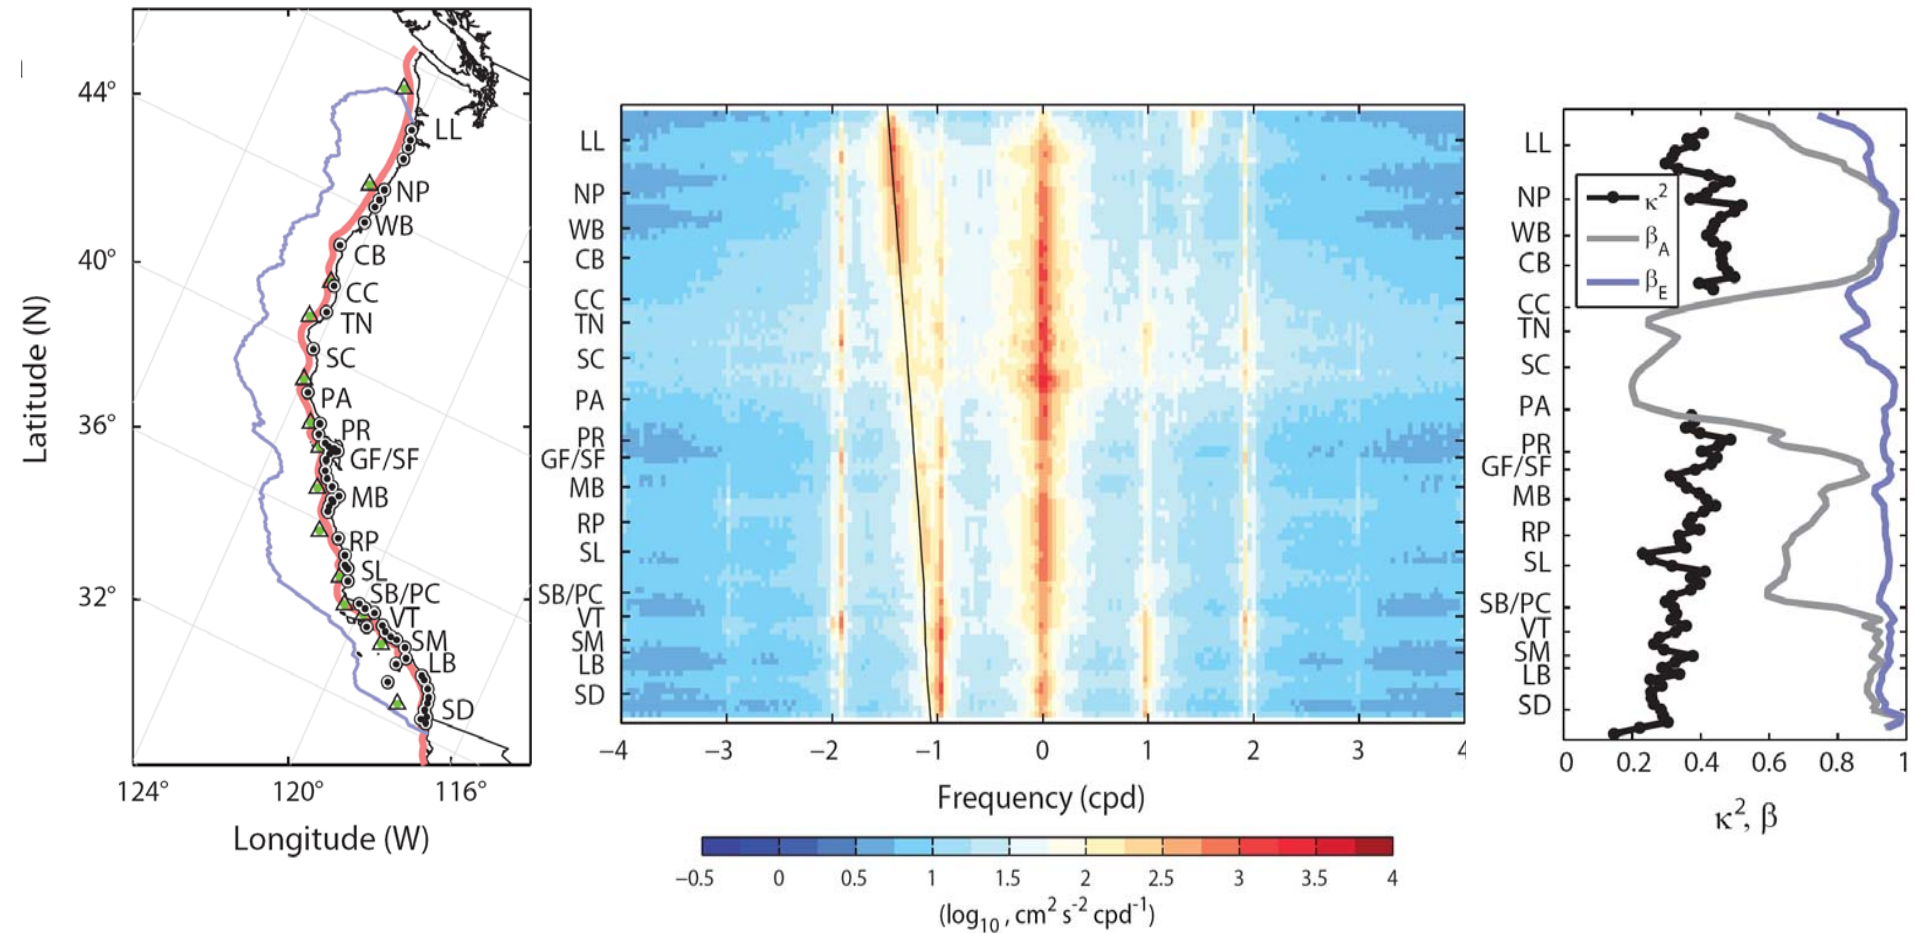 44°
40°
36°
32°
Latitude (N)
124°
120°
116°
Longitude (W)
LL
NP
WB
CB
CC
TN
SC
PA
PR
GF/SF
MB
RP
SL
SB/PC
VT
SM
LB
SD
LL
NP
WB
CB
CC
TN
SC
PA
PR
GF/SF
MB
RP
SL
SB/PC
VT
SM
LB
SD
−4 −3 −2 −1 0 1 2 3 4
Frequency (cpd)
−0.5 0 0.5 1 1.5 2 2.5 3 3.5 4
(log₁₀ , cm² s⁻² cpd⁻¹)
LL
NP
WB
CB
CC
TN
SC
PA
PR
GF/SF
MB
RP
SL
SB/PC
VT
SM
LB
SD
κ²
β_A
β_E
0 0.2 0.4 0.6 0.8 1
κ², β